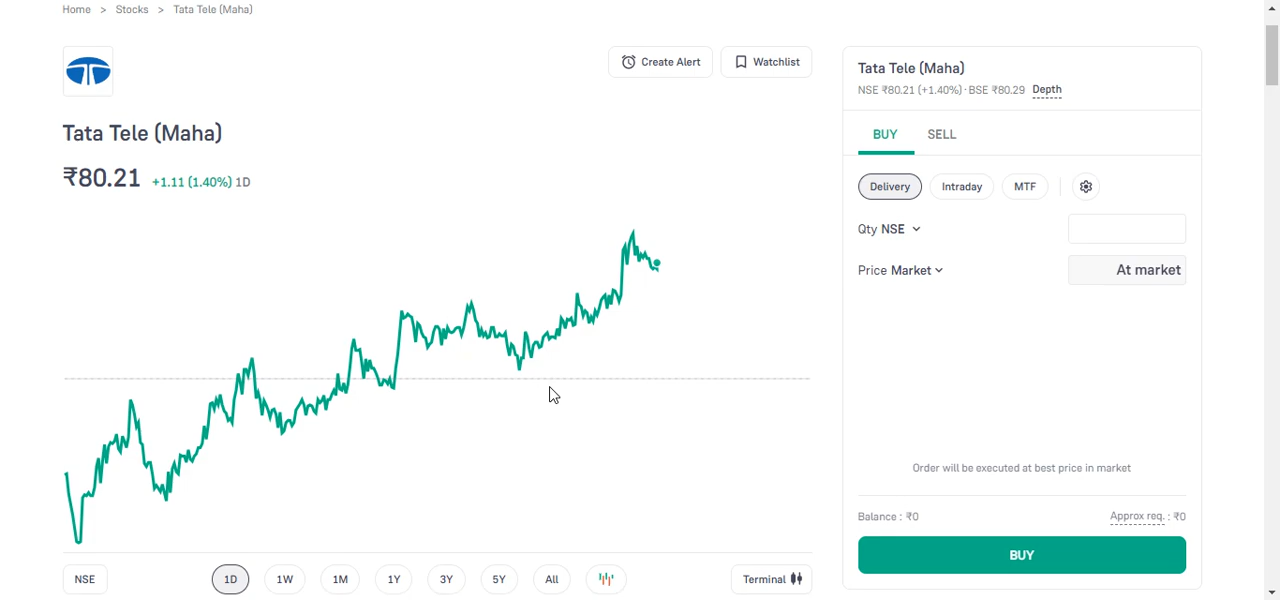 Home > Stocks > Tata Tele (Maha)
Create Alert
Watchlist
Tata Tele (Maha)
₹80.21 +1.11 (1.40%) 1D
NSE
1D
1W
1M
1Y
3Y
5Y
All
Terminal
Tata Tele (Maha)
NSE ₹80.21 (+1.40%) · BSE ₹80.29 Depth
BUY SELL
Delivery Intraday MTF
Qty NSE
Price Market At market
Order will be executed at best price in market
Balance : ₹0 Approx req. : ₹0
BUY